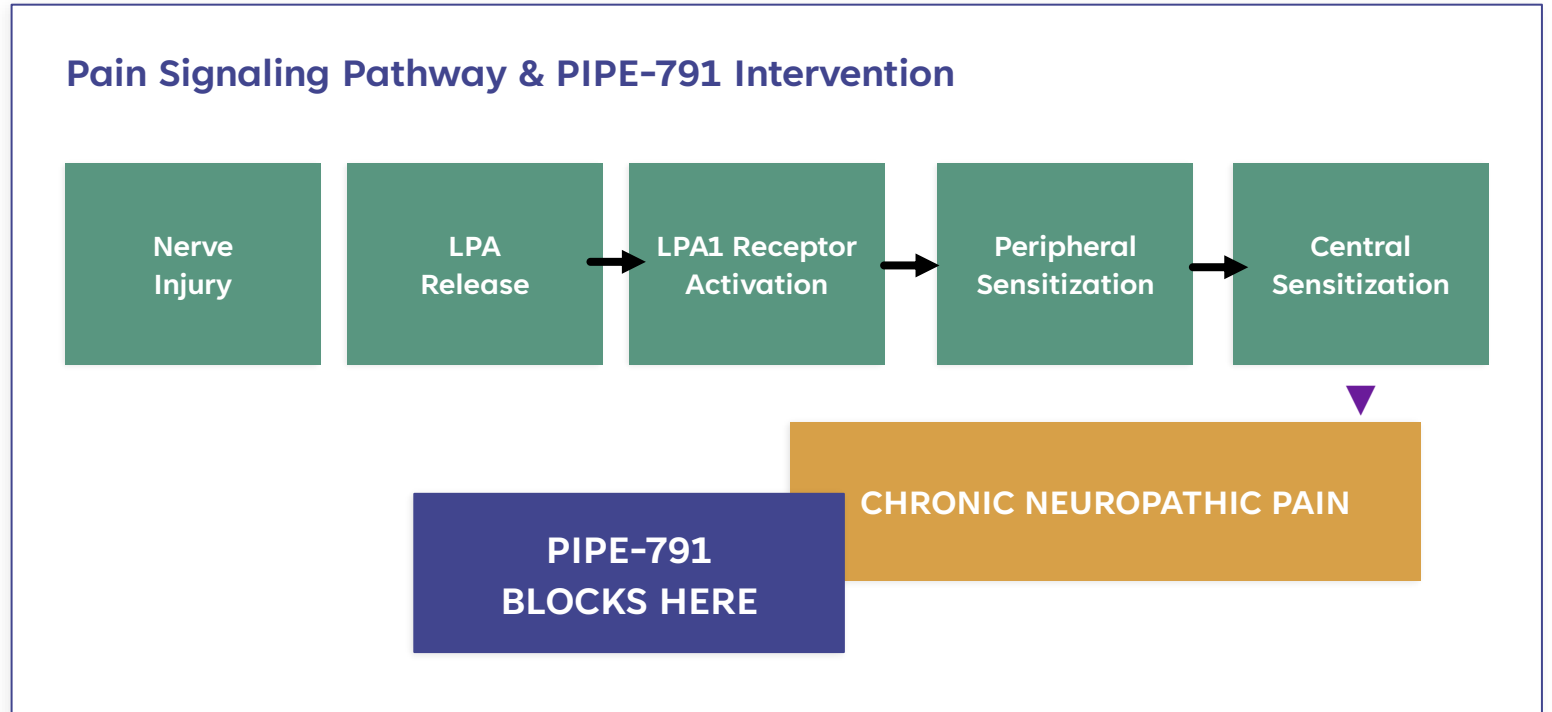 Pain Signaling Pathway & PIPE-791 Intervention
Nerve
Injury
LPA
Release
LPA1 Receptor
Activation
Peripheral
Sensitization
Central
Sensitization
CHRONIC NEUROPATHIC PAIN
PIPE-791
BLOCKS HERE